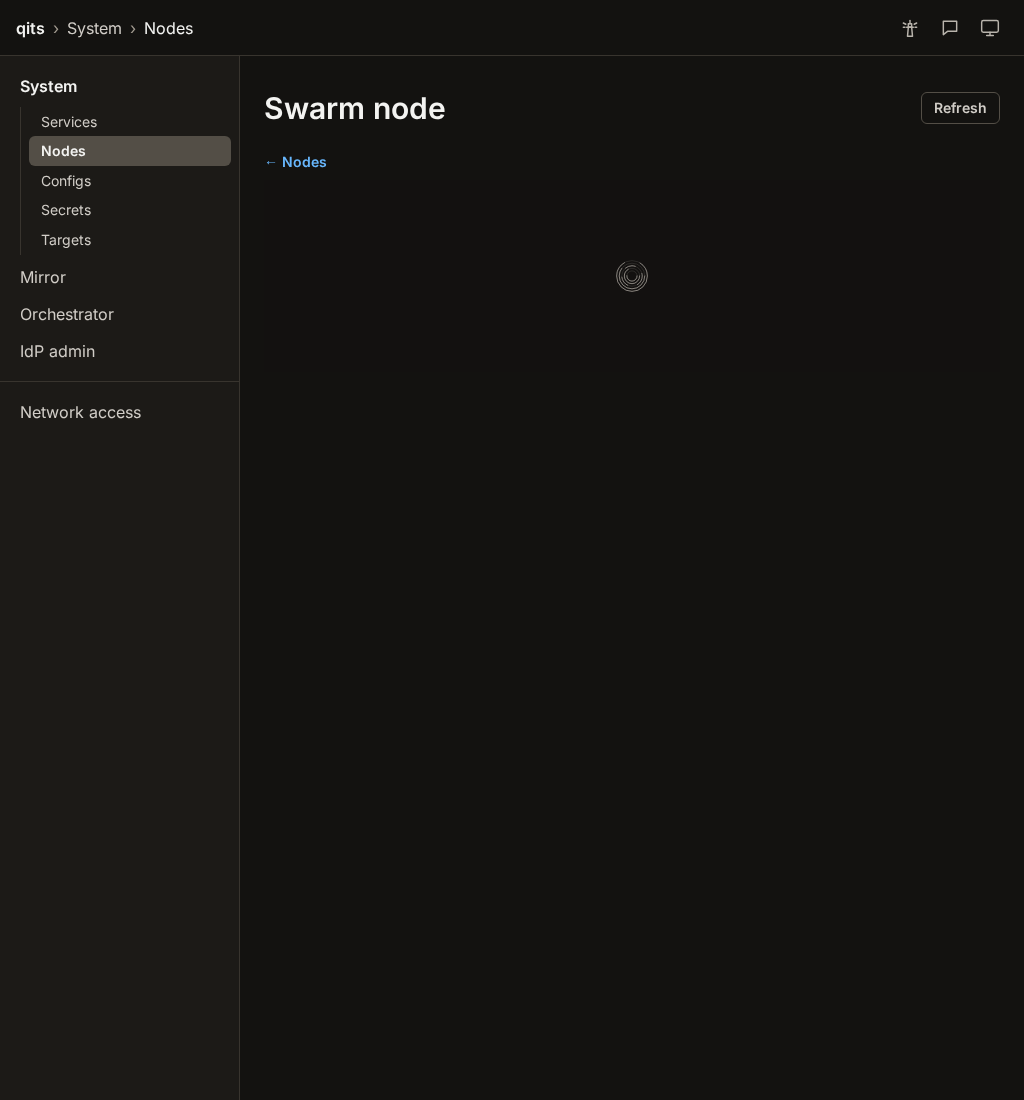 qits › System › Nodes
System
Services
Nodes
Configs
Secrets
Targets
Mirror
Orchestrator
IdP admin
Network access
Swarm node
Refresh
← Nodes